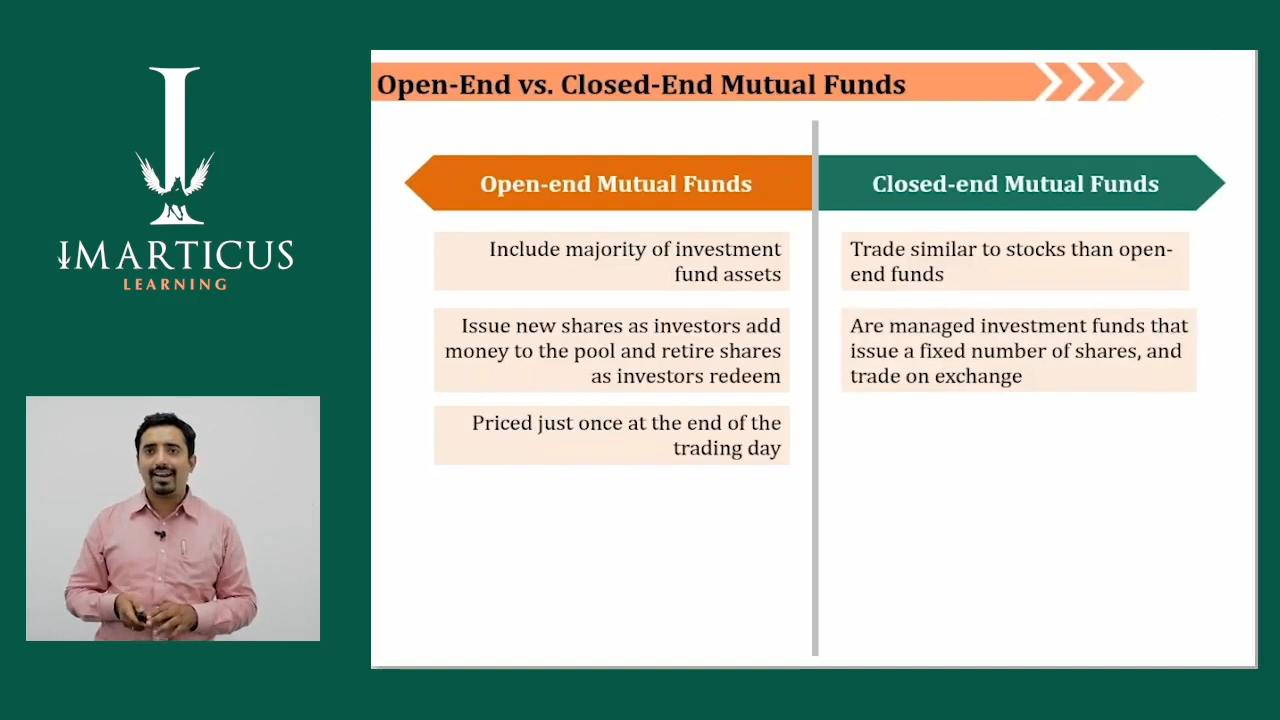 IMARTICUS
LEARNING
Open-End vs. Closed-End Mutual Funds
Open-end Mutual Funds
Include majority of investment
fund assets
Issue new shares as investors add
money to the pool and retire shares
as investors redeem
Priced just once at the end of the
trading day
Closed-end Mutual Funds
Trade similar to stocks than open-
end funds
Are managed investment funds that
issue a fixed number of shares, and
trade on exchange